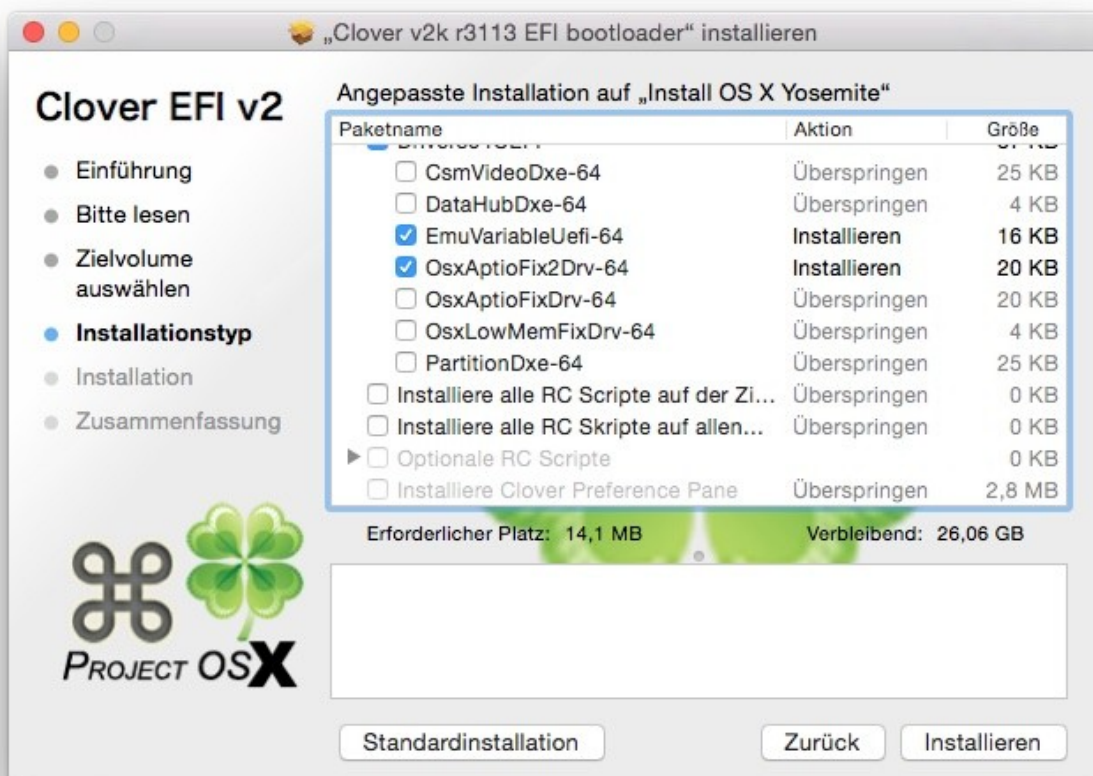 „Clover v2k r3113 EFI bootloader“ installieren
Clover EFI v2
Einführung
Bitte lesen
Zielvolume
auswählen
Installationstyp
Installation
Zusammenfassung
PROJECT OSX
Angepasste Installation auf „Install OS X Yosemite“
Paketname Aktion Größe
CsmVideoDxe-64 Überspringen 25 KB
DataHubDxe-64 Überspringen 4 KB
EmuVariableUefi-64 Installieren 16 KB
OsxAptioFix2Drv-64 Installieren 20 KB
OsxAptioFixDrv-64 Überspringen 20 KB
OsxLowMemFixDrv-64 Überspringen 4 KB
PartitionDxe-64 Überspringen 25 KB
Installiere alle RC Scripte auf der Zi... Überspringen 0 KB
Installiere alle RC Skripte auf allen... Überspringen 0 KB
Optionale RC Scripte 0 KB
Installiere Clover Preference Pane Überspringen 2,8 MB
Erforderlicher Platz: 14,1 MB Verbleibend: 26,06 GB
Standardinstallation Zurück Installieren